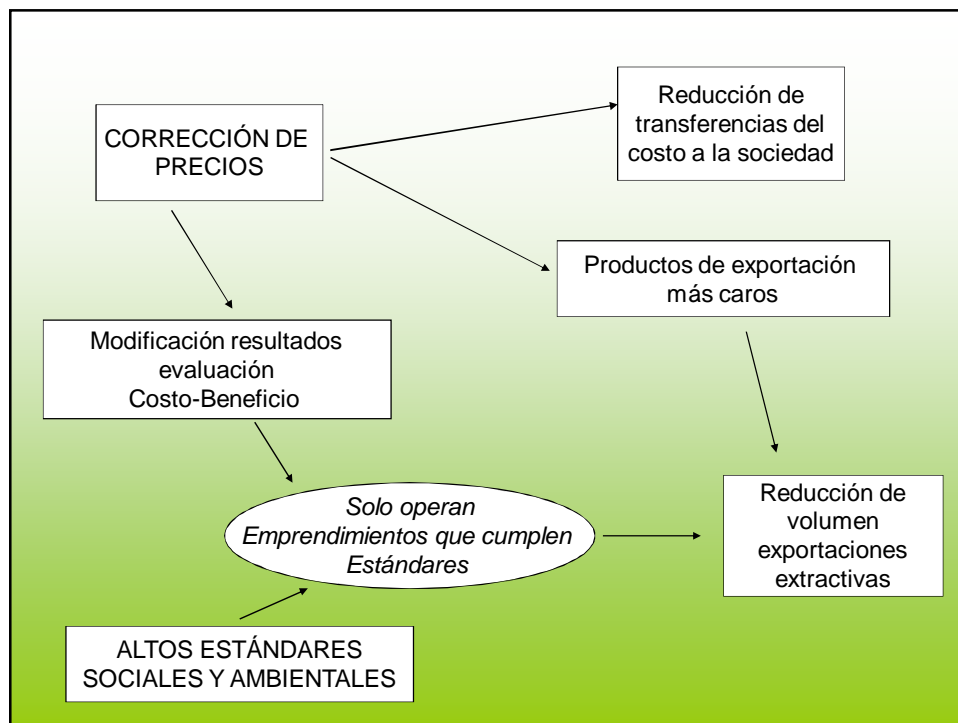 CORRECCIÓN DE
PRECIOS
Reducción de
transferencias del
costo a la sociedad
Productos de exportación
más caros
Modificación resultados
evaluación
Costo-Beneficio
Solo operan
Emprendimientos que cumplen
Estándares
Reducción de
volumen
exportaciones
extractivas
ALTOS ESTÁNDARES
SOCIALES Y AMBIENTALES